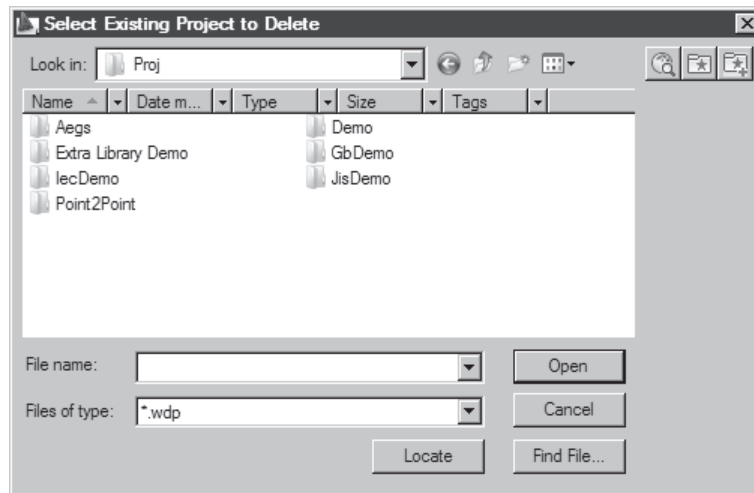 Select Existing Project to Delete
Look in: Proj
Name Date m... Type Size Tags
Aegs Demo
Extra Library Demo GbDemo
IecDemo JisDemo
Point2Point
File name: Open
Files of type: *.wdp Cancel
Locate Find File...